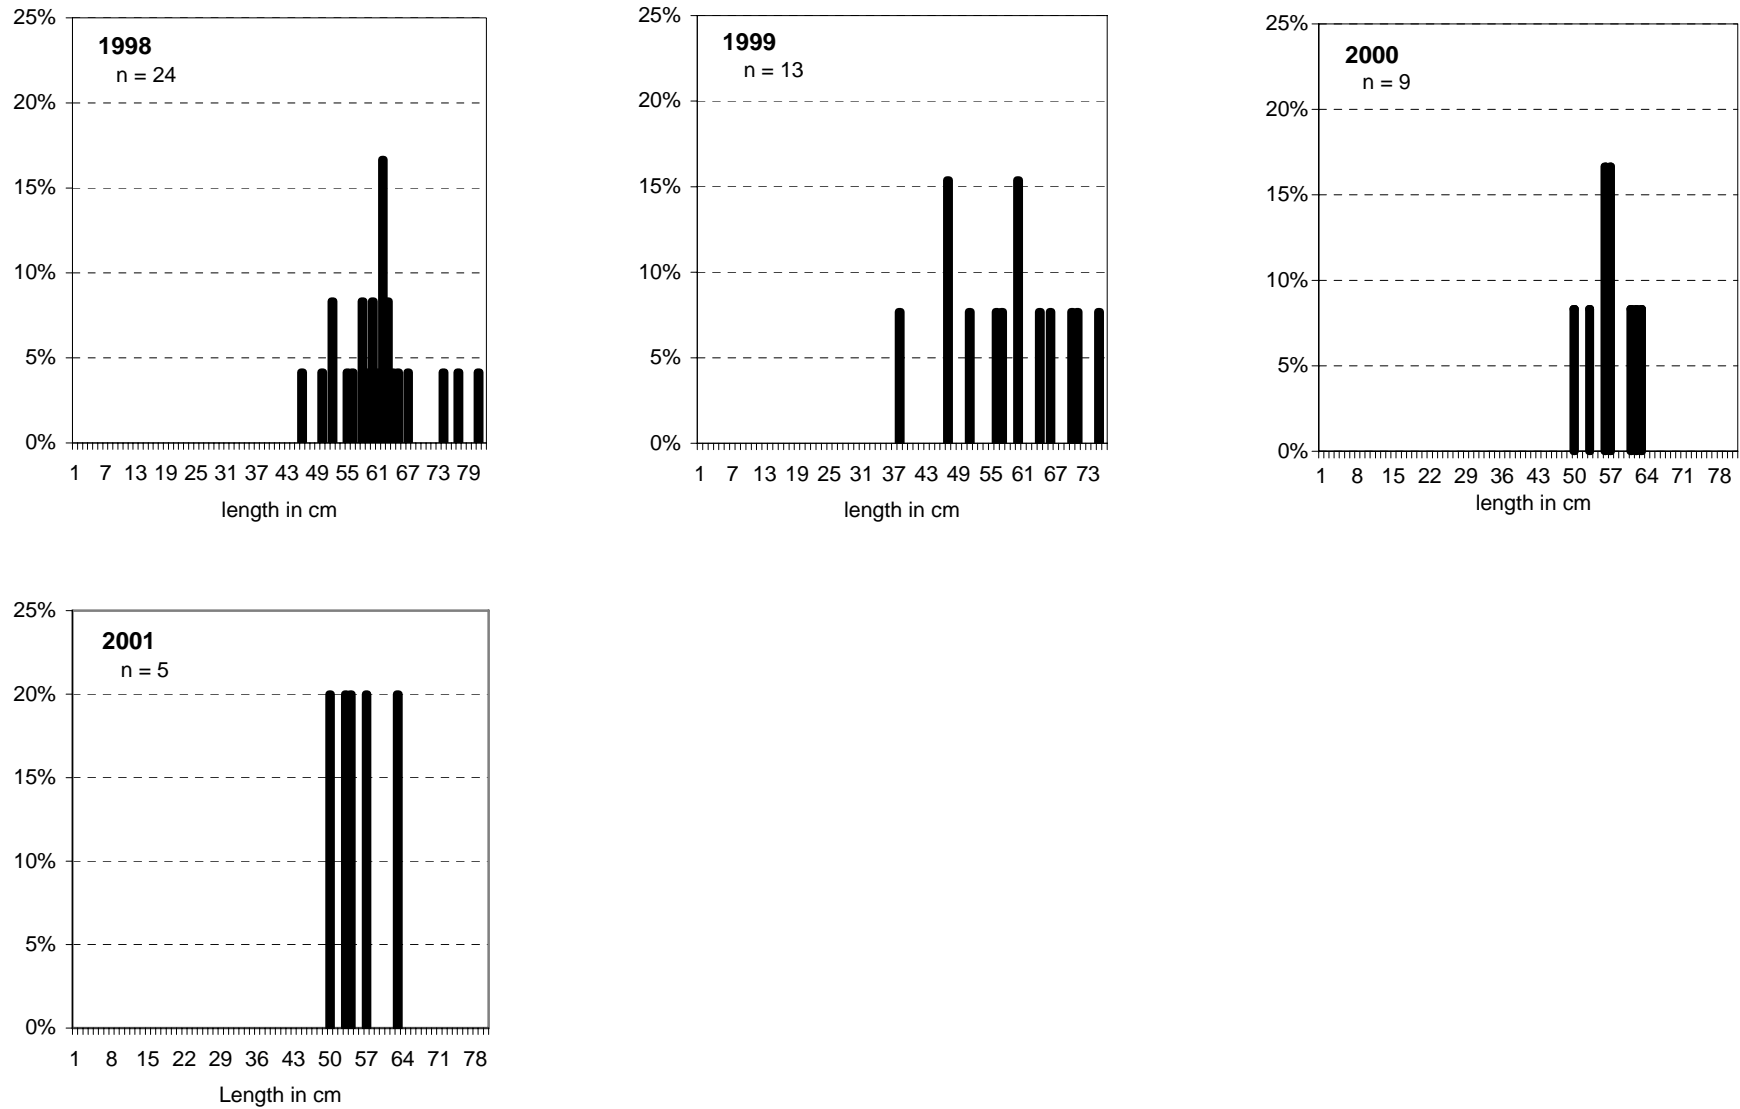 25%
1998
n = 24
20%
15%
10%
5%
0%
1 7 13 19 25 31 37 43 49 55 61 67 73 79
length in cm
25%
1999
n = 13
20%
15%
10%
5%
0%
1 7 13 19 25 31 37 43 49 55 61 67 73
length in cm
25%
2000
n = 9
20%
15%
10%
5%
0%
1 8 15 22 29 36 43 50 57 64 71 78
length in cm
25%
2001
n = 5
20%
15%
10%
5%
0%
1 8 15 22 29 36 43 50 57 64 71 78
Length in cm